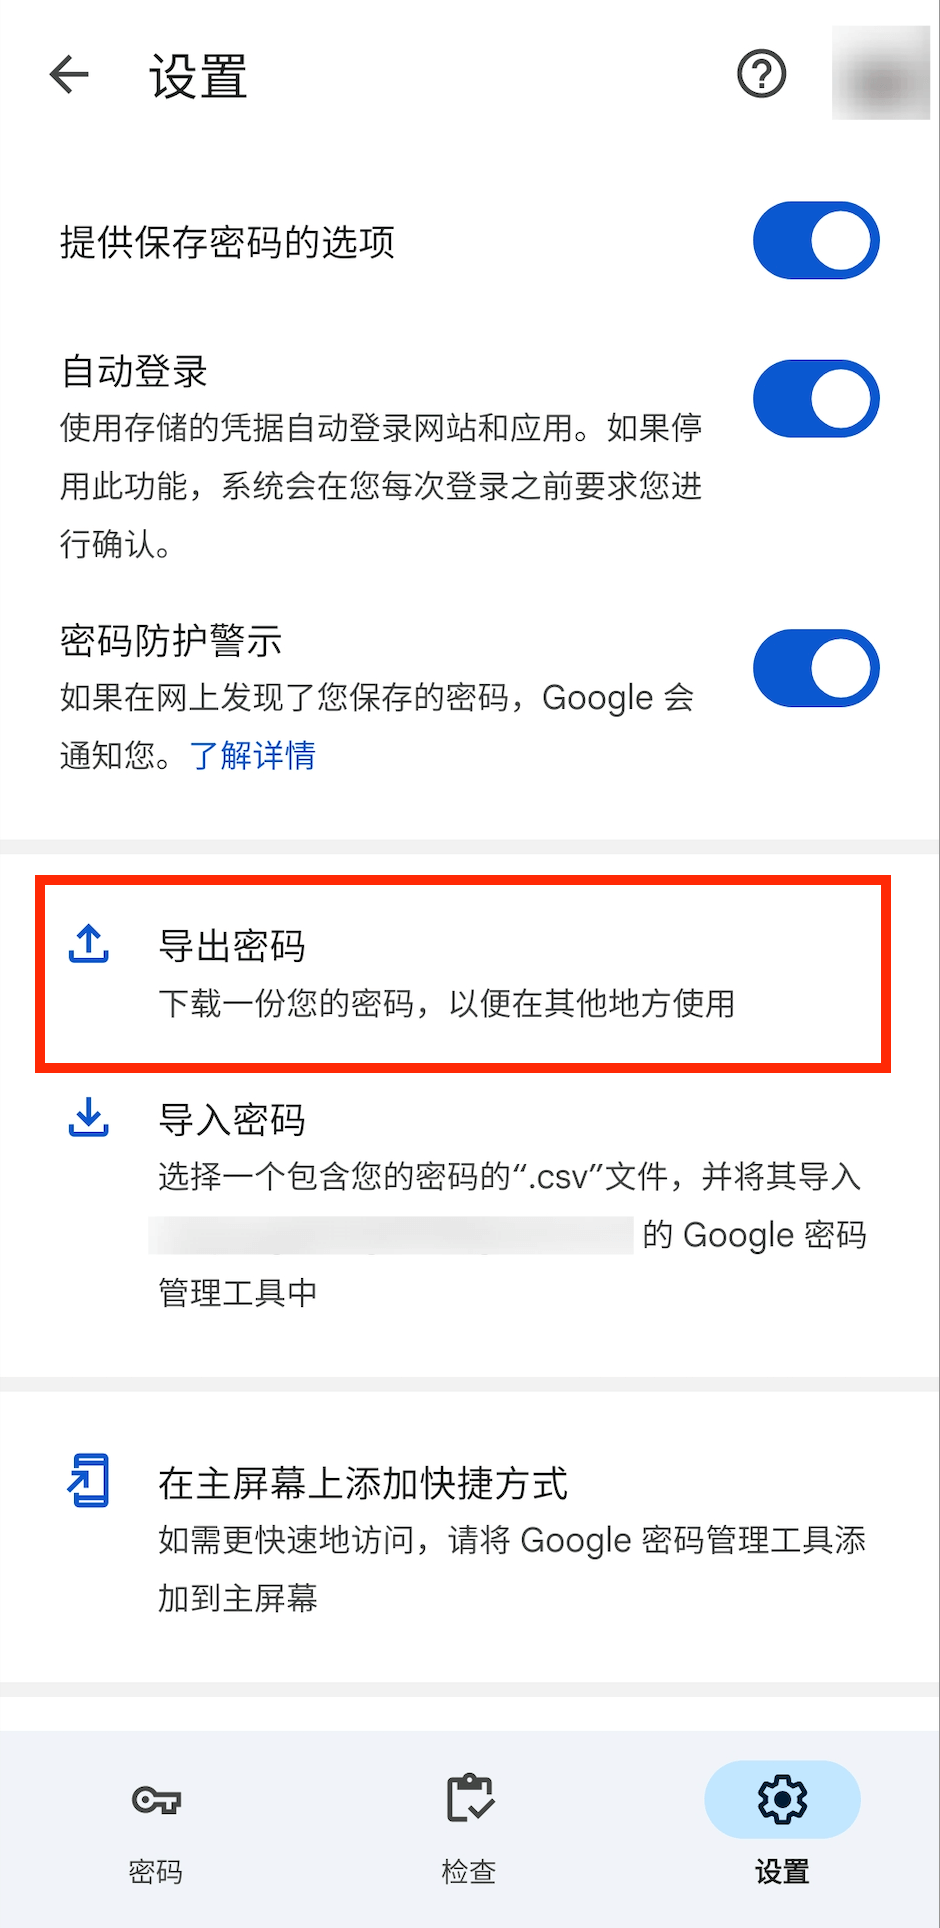 设置
提供保存密码的选项
自动登录
使用存储的凭据自动登录网站和应用。如果停
用此功能，系统会在您每次登录之前要求您进
行确认。
密码防护警示
如果在网上发现了您保存的密码，Google 会
通知您。了解详情
导出密码
下载一份您的密码，以便在其他地方使用
导入密码
选择一个包含您的密码的“.csv”文件，并将其导入
的 Google 密码
管理工具中
在主屏幕上添加快捷方式
如需更快速地访问，请将 Google 密码管理工具添
加到主屏幕
密码
检查
设置